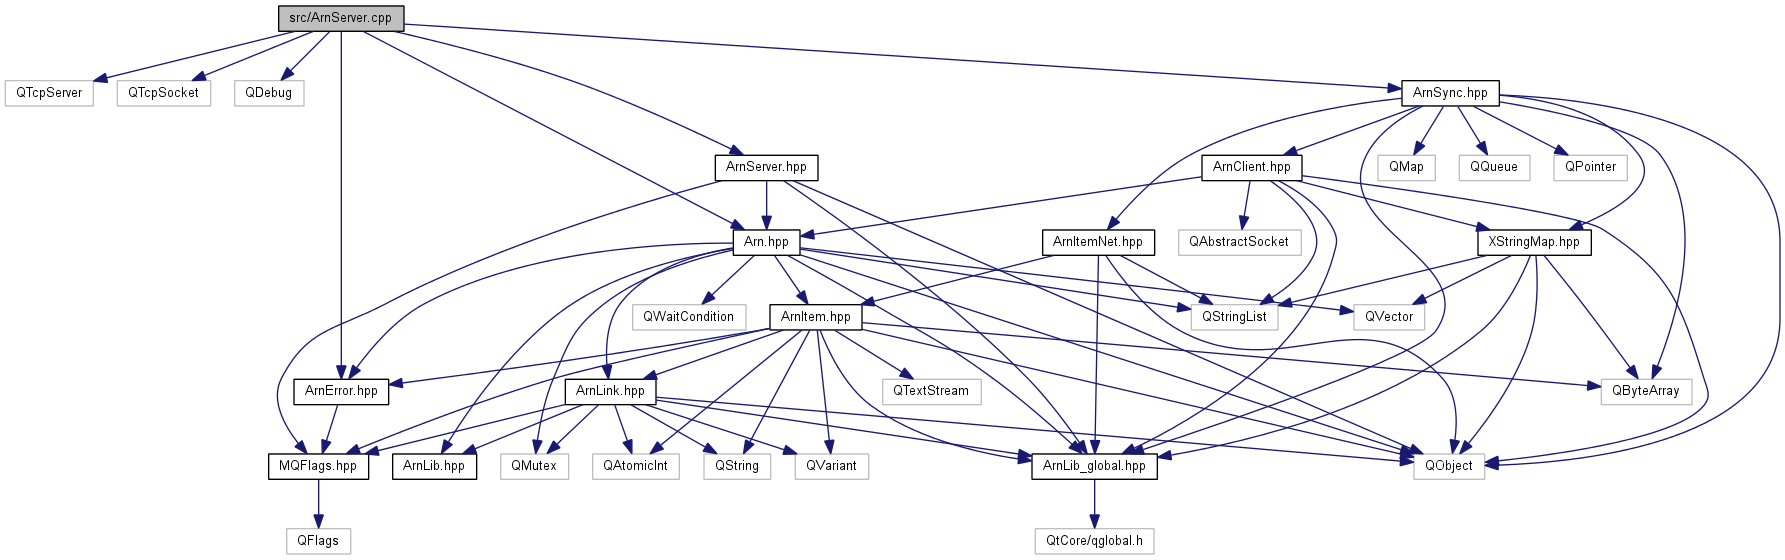 src/ArnServer.cpp
QTcpServer
QTcpSocket
QDebug
ArnSync.hpp
ArnServer.hpp
ArnClient.hpp
QMap
QQueue
QPointer
Arn.hpp
ArnItemNet.hpp
QAbstractSocket
XStringMap.hpp
QWaitCondition
ArnItem.hpp
QStringList
QVector
ArnError.hpp
ArnLink.hpp
QTextStream
QByteArray
MQFlags.hpp
ArnLib.hpp
QMutex
QAtomicInt
QString
QVariant
ArnLib_global.hpp
QObject
QFlags
QtCore/qglobal.h